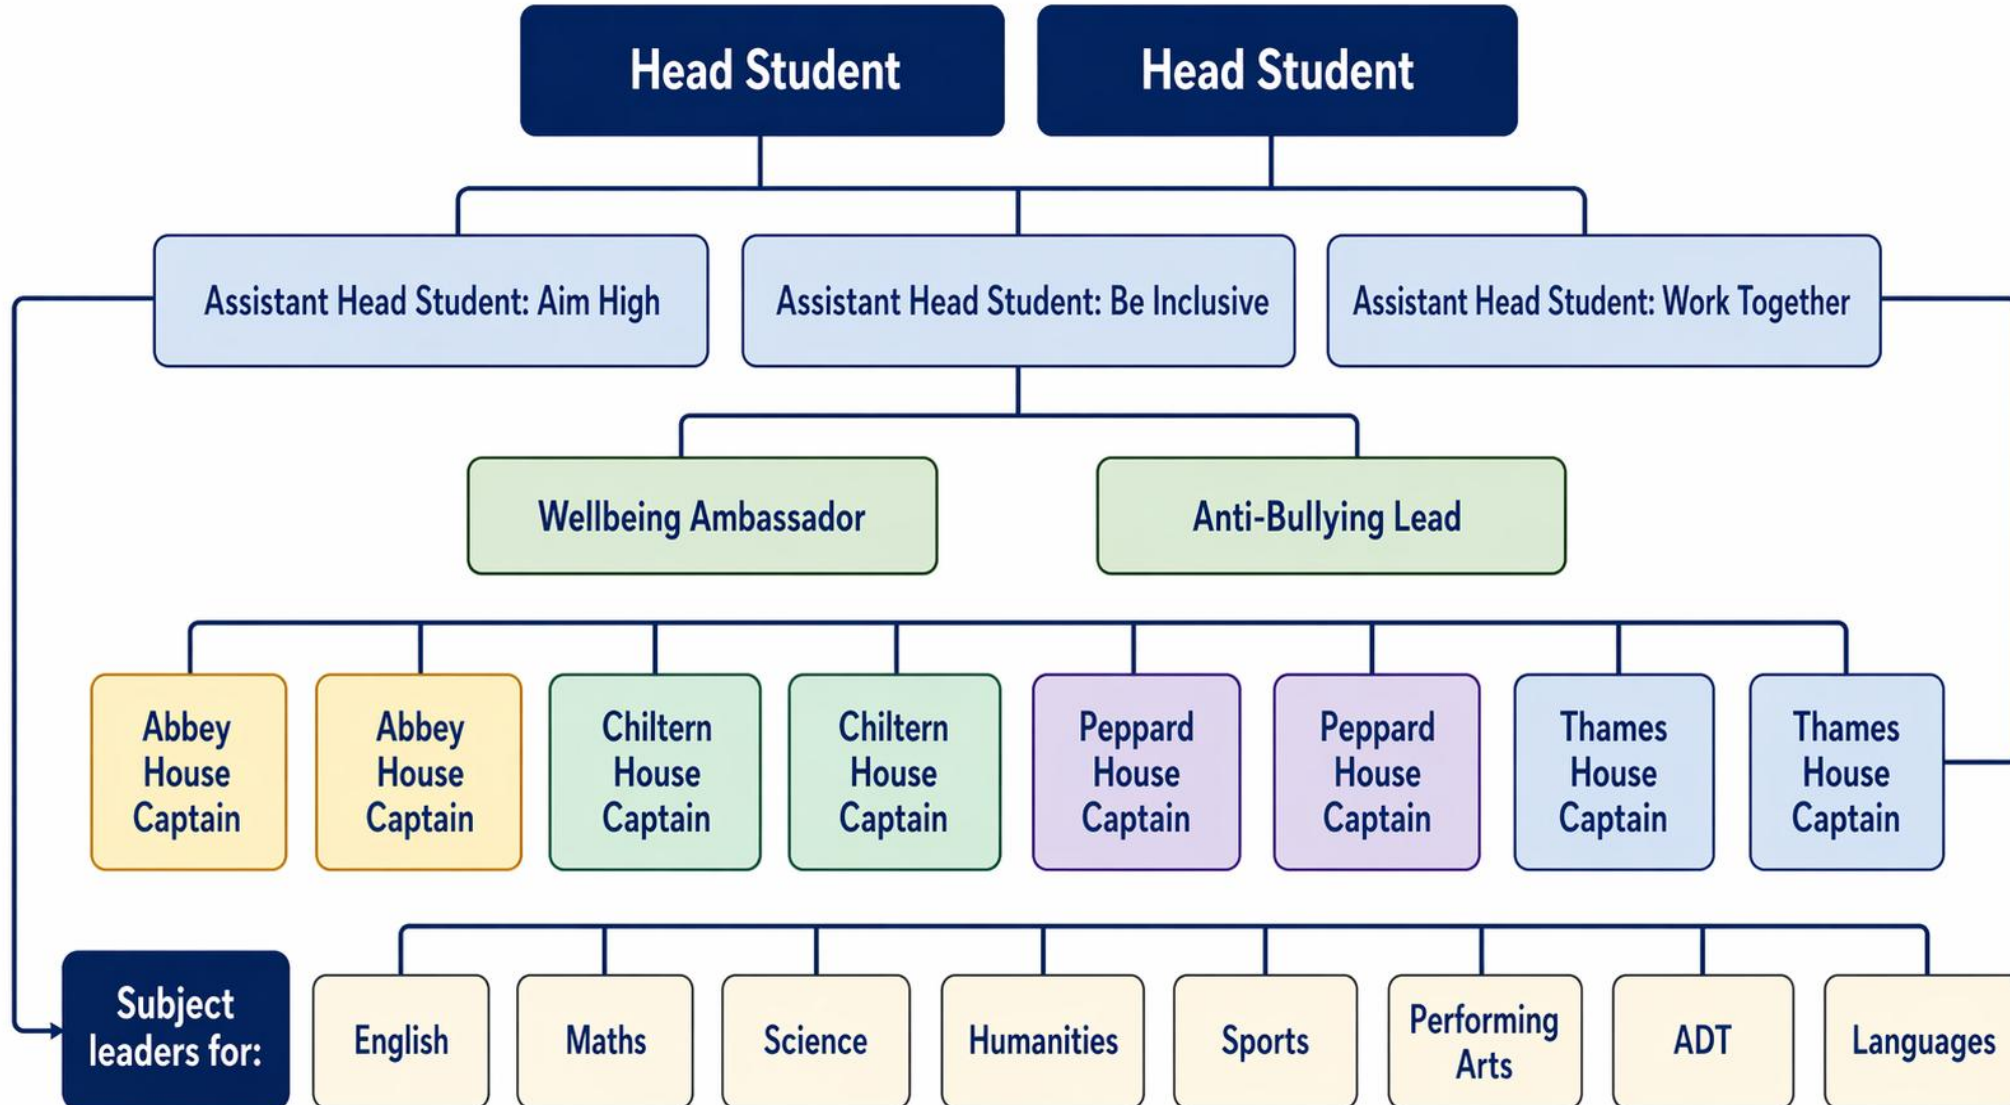 Head Student
Head Student
Assistant Head Student: Aim High
Assistant Head Student: Be Inclusive
Assistant Head Student: Work Together
Wellbeing Ambassador
Anti-Bullying Lead
Abbey
House
Captain
Abbey
House
Captain
Chiltern
House
Captain
Chiltern
House
Captain
Peppard
House
Captain
Peppard
House
Captain
Thames
House
Captain
Thames
House
Captain
Subject
leaders for:
English
Maths
Science
Humanities
Sports
Performing
Arts
ADT
Languages